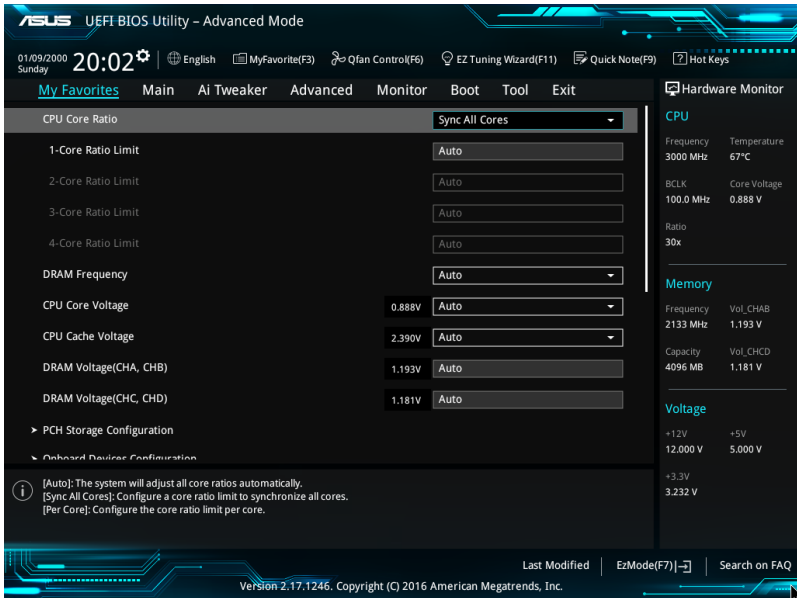 ASUS UEFI BIOS Utility – Advanced Mode
01/09/2000
Sunday
20:02
English
MyFavorite(F3)
Qfan Control(F6)
EZ Tuning Wizard(F11)
Quick Note(F9)
? Hot Keys
My Favorites Main Ai Tweaker Advanced Monitor Boot Tool Exit
CPU Core Ratio Sync All Cores
1-Core Ratio Limit Auto
2-Core Ratio Limit Auto
3-Core Ratio Limit Auto
4-Core Ratio Limit Auto
DRAM Frequency Auto
CPU Core Voltage 0.888V Auto
CPU Cache Voltage 2.390V Auto
DRAM Voltage(CHA, CHB) 1.193V Auto
DRAM Voltage(CHC, CHD) 1.181V Auto
> PCH Storage Configuration
> Onboard Devices Configuration
[Auto]: The system will adjust all core ratios automatically.
[Sync All Cores]: Configure a core ratio limit to synchronize all cores.
[Per Core]: Configure the core ratio limit per core.
Hardware Monitor
CPU
Frequency Temperature
3000 MHz 67°C
BCLK Core Voltage
100.0 MHz 0.888 V
Ratio
30x
Memory
Frequency Vol_CHAB
2133 MHz 1.193 V
Capacity Vol_CHCD
4096 MB 1.181 V
Voltage
+12V +5V
12.000 V 5.000 V
+3.3V
3.232 V
Last Modified
EzMode(F7)
Search on FAQ
Version 2.17.1246. Copyright (C) 2016 American Megatrends, Inc.